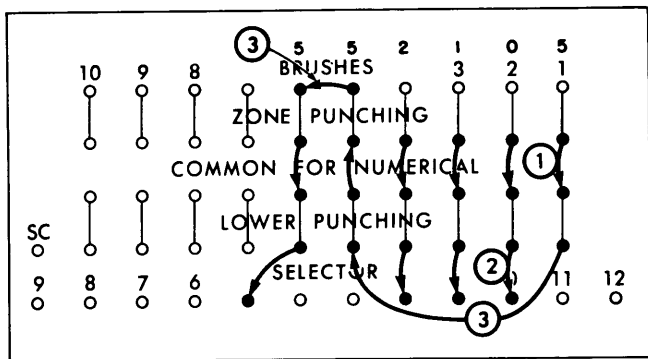 ③ 5 5 2 1 0 5
10 9 8 BRUSHES 3 2 1
ZONE PUNCHING
①
COMMON FOR NUMERICAL
LOWER PUNCHING
SC
SELECTOR ②
9 8 7 6 11 12
③